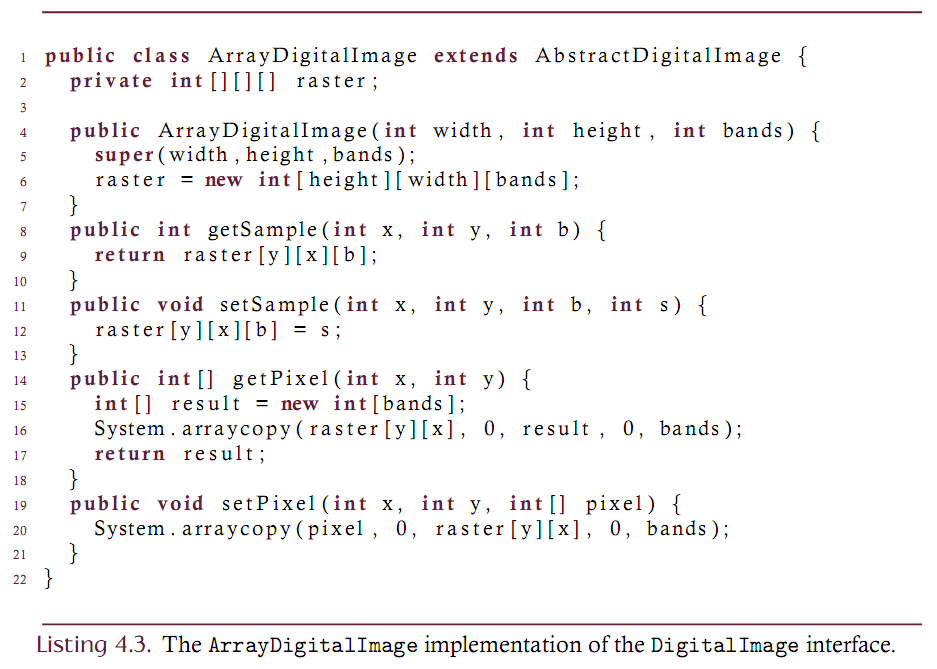 1 public class ArrayDigitalImage extends AbstractDigitalImage {
2   private int[][][] raster;
3
4   public ArrayDigitalImage(int width, int height, int bands) {
5     super(width,height,bands);
6     raster = new int[height][width][bands];
7   }
8   public int getSample(int x, int y, int b) {
9     return raster[y][x][b];
10   }
11   public void setSample(int x, int y, int b, int s) {
12     raster[y][x][b] = s;
13   }
14   public int[] getPixel(int x, int y) {
15     int[] result = new int[bands];
16     System.arraycopy(raster[y][x], 0, result, 0, bands);
17     return result;
18   }
19   public void setPixel(int x, int y, int[] pixel) {
20     System.arraycopy(pixel, 0, raster[y][x], 0, bands);
21   }
22 }
Listing 4.3. The ArrayDigitalImage implementation of the DigitalImage interface.